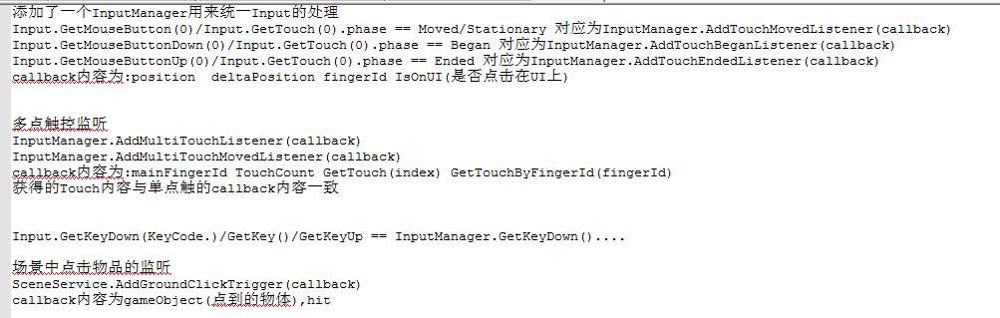 添加了一个InputManager用来统一Input的处理
Input.GetMouseButton(0)/Input.GetTouch(0).phase == Moved/Stationary 对应为InputManager.AddTouchMovedListener(callback)
Input.GetMouseButtonDown(0)/Input.GetTouch(0).phase == Began 对应为InputManager.AddTouchBeganListener(callback)
Input.GetMouseButtonUp(0)/Input.GetTouch(0).phase == Ended 对应为InputManager.AddTouchEndedListener(callback)
callback内容为:position  deltaPosition fingerId IsOnUI(是否点击在UI上)
多点触控监听
InputManager.AddMultiTouchListener(callback)
InputManager.AddMultiTouchMovedListener(callback)
callback内容为:mainFingerId TouchCount GetTouch(index) GetTouchByFingerId(fingerId)
获得的Touch内容与单点触的callback内容一致
Input.GetKeyDown(KeyCode.)/GetKey()/GetKeyUp == InputManager.GetKeyDown()....
场景中点击物品的监听
SceneService.AddGroundClickTrigger(callback)
callback内容为gameObject(点到的物体),hit